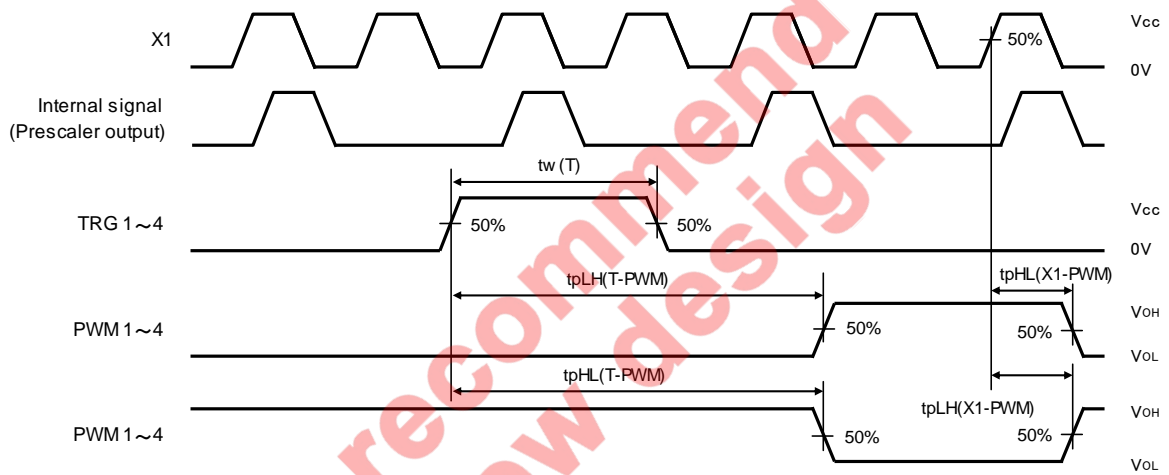 X1
50%
Vcc
0V
Internal signal
(Prescaler output)
tw (T)
TRG 1～4
50%
50%
Vcc
0V
tpLH(T-PWM)
tpHL(X1-PWM)
PWM 1～4
50%
50%
VOH
VOL
tpHL(T-PWM)
tpLH(X1-PWM)
PWM 1～4
50%
50%
VOH
VOL
recommend
w design